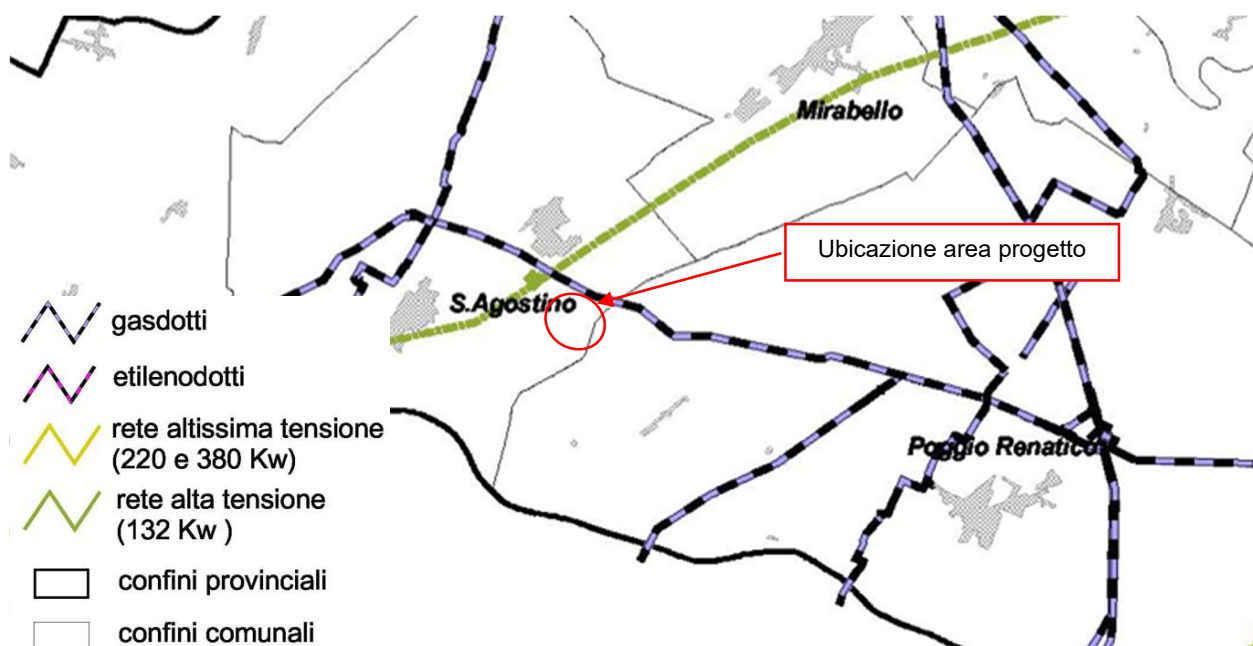 Mirabello
Ubicazione area progetto
S.Agostino
Poggio Renatico
gasdotti
etilenodotti
rete altissima tensione
(220 e 380 Kw)
rete alta tensione
(132 Kw )
confini provinciali
confini comunali